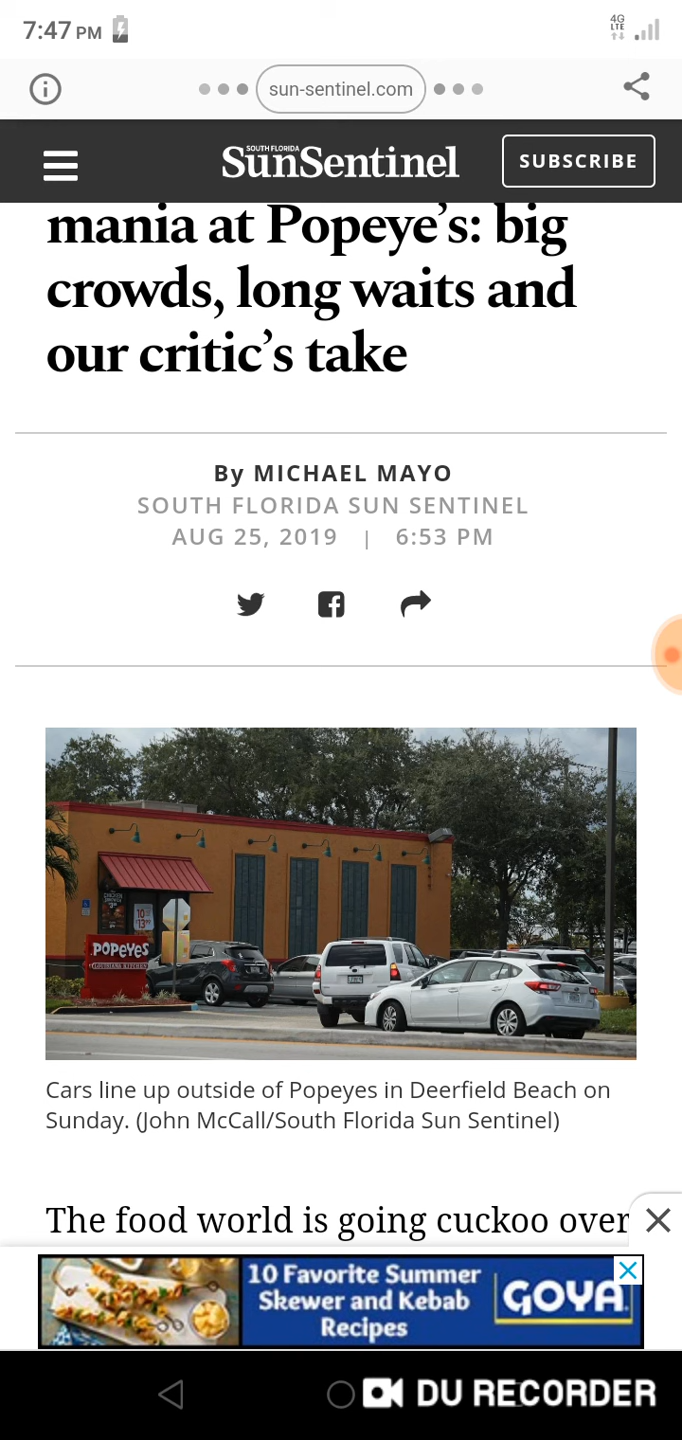 7:47 PM
4G
LTE
sun-sentinel.com
SOUTH FLORIDA
SunSentinel
SUBSCRIBE
mania at Popeye’s: big
crowds, long waits and
our critic’s take
By MICHAEL MAYO
SOUTH FLORIDA SUN SENTINEL
AUG 25, 2019 | 6:53 PM
POPEYES
LOUISIANA KITCHEN
Cars line up outside of Popeyes in Deerfield Beach on
Sunday. (John McCall/South Florida Sun Sentinel)
The food world is going cuckoo over
10 Favorite Summer
Skewer and Kebab
Recipes
GOYA
DU RECORDER